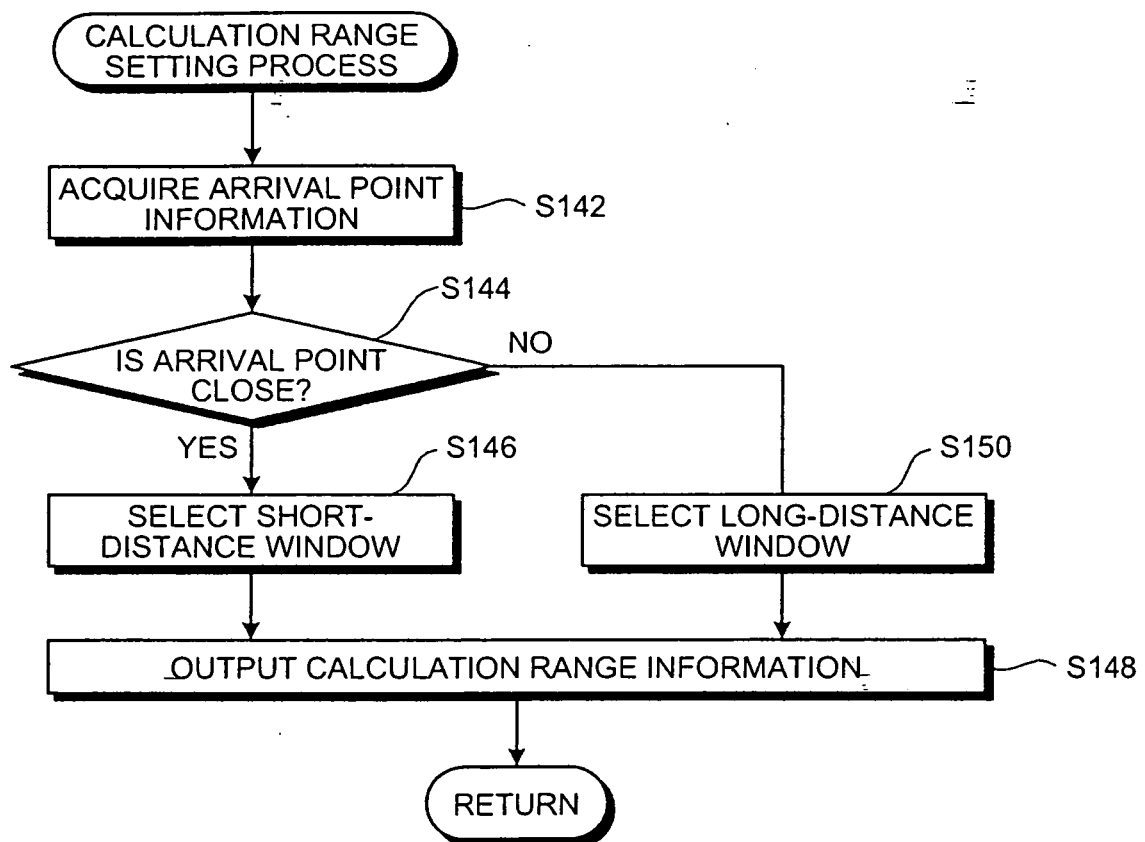 CALCULATION RANGE
SETTING PROCESS
ACQUIRE ARRIVAL POINT
INFORMATION
S142
S144
IS ARRIVAL POINT
CLOSE?
NO
YES
S146
S150
SELECT SHORT-
DISTANCE WINDOW
SELECT LONG-DISTANCE
WINDOW
OUTPUT CALCULATION RANGE INFORMATION
S148
RETURN